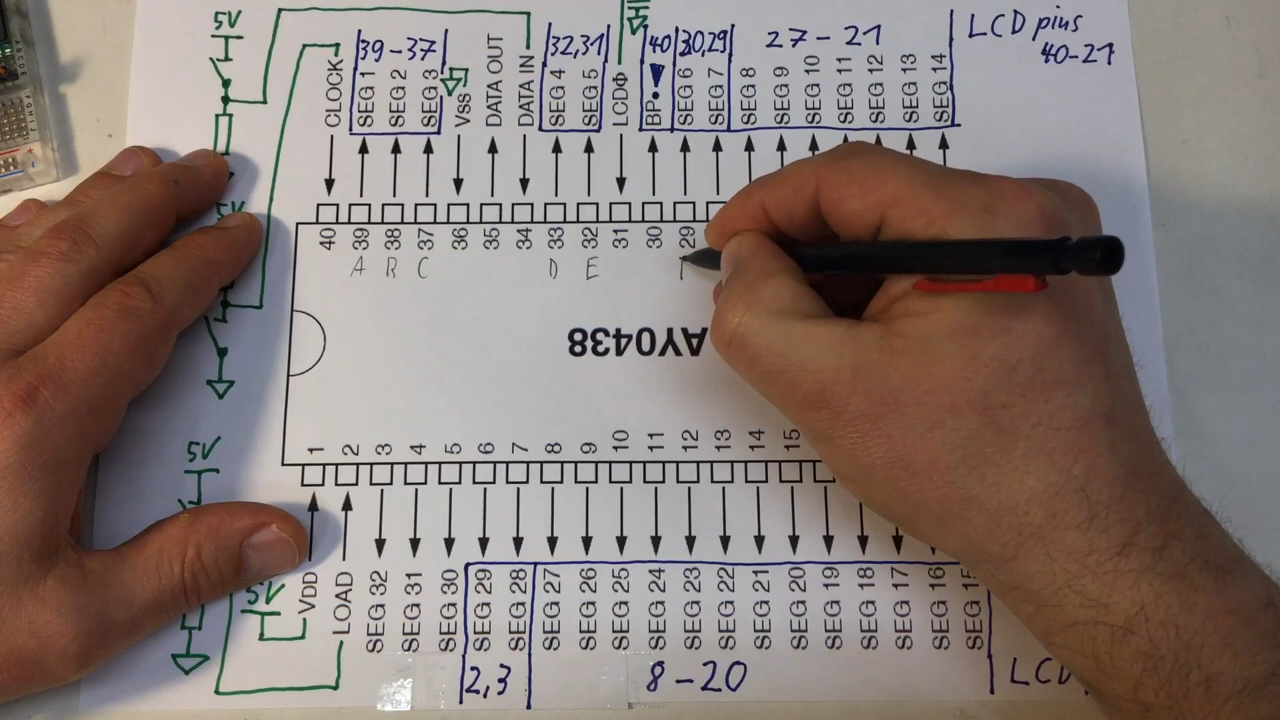 5V
39-37
32,31
40
30,29
27-21
LCD pins
40-21
CLOCK
SEG 1
SEG 2
SEG 3
VSS
DATA OUT
DATA IN
SEG 4
SEG 5
LCDΦ
BP
SEG 6
SEG 7
SEG 8
SEG 9
SEG 10
SEG 11
SEG 12
SEG 13
SEG 14
40 39 38 37 36 35 34 33 32 31 30 29
A B C D E
AY0438
1 2 3 4 5 6 7 8 9 10 11 12 13 14 15
5V
5V
VDD
LOAD
SEG 32
SEG 31
SEG 30
SEG 29
SEG 28
SEG 27
SEG 26
SEG 25
SEG 24
SEG 23
SEG 22
SEG 21
SEG 20
SEG 19
SEG 18
SEG 17
SEG 16
SEG 15
2,3
8-20
LCD